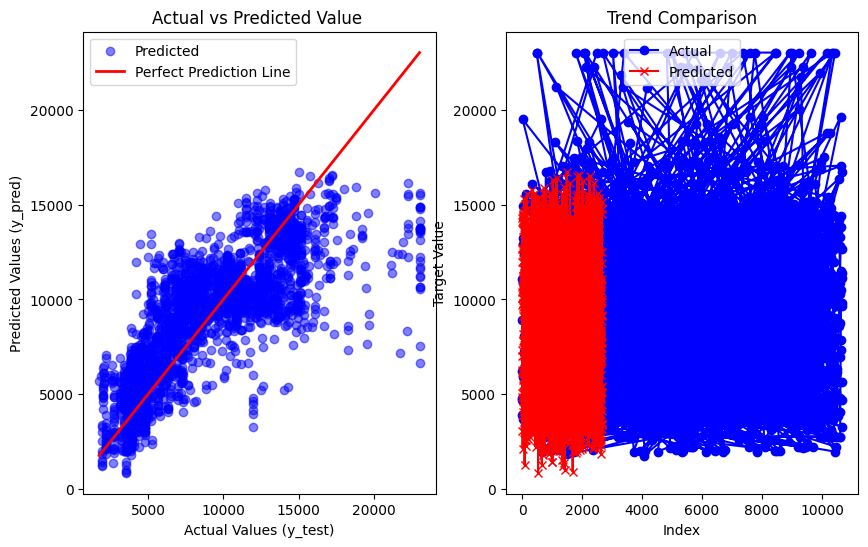 Actual vs Predicted Value
Predicted
Perfect Prediction Line
Predicted Values (y_pred)
20000
15000
10000
5000
0
5000
10000
15000
20000
Actual Values (y_test)
Trend Comparison
Actual
Predicted
Target Value
20000
15000
10000
5000
0
0
2000
4000
6000
8000
10000
Index